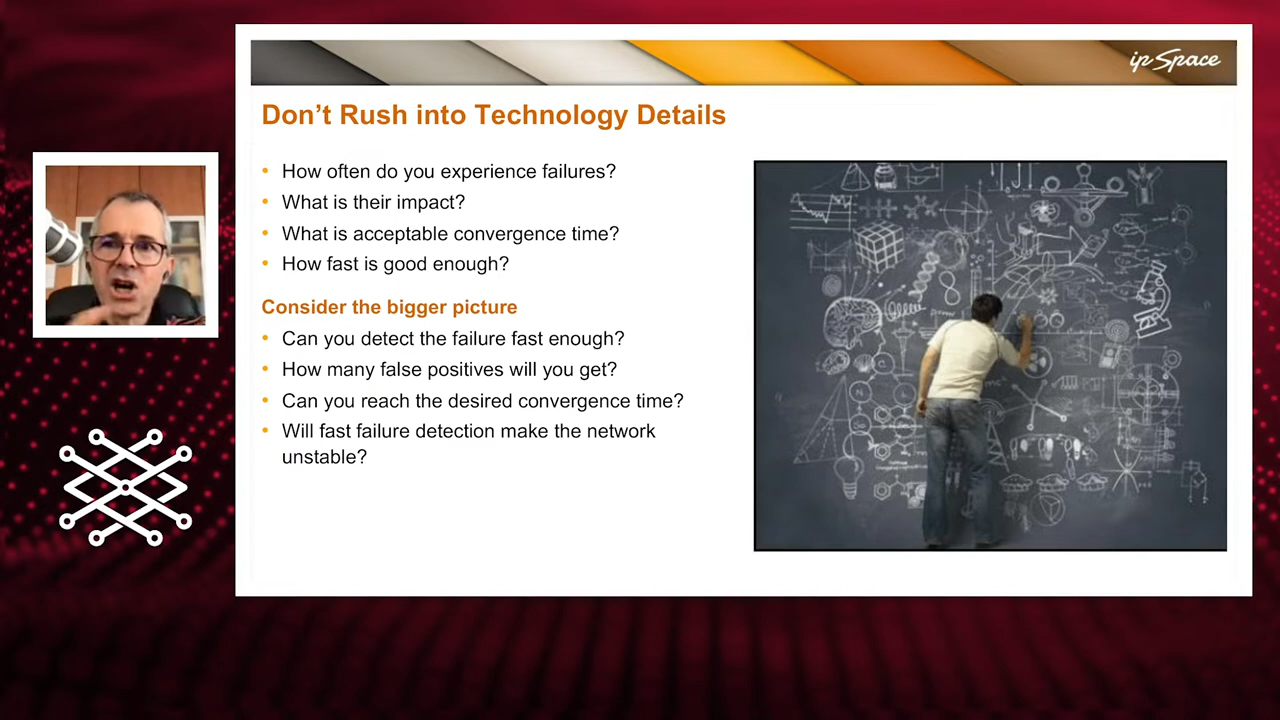 ip Space
Don't Rush into Technology Details
• How often do you experience failures?
• What is their impact?
• What is acceptable convergence time?
• How fast is good enough?
Consider the bigger picture
• Can you detect the failure fast enough?
• How many false positives will you get?
• Can you reach the desired convergence time?
• Will fast failure detection make the network
unstable?